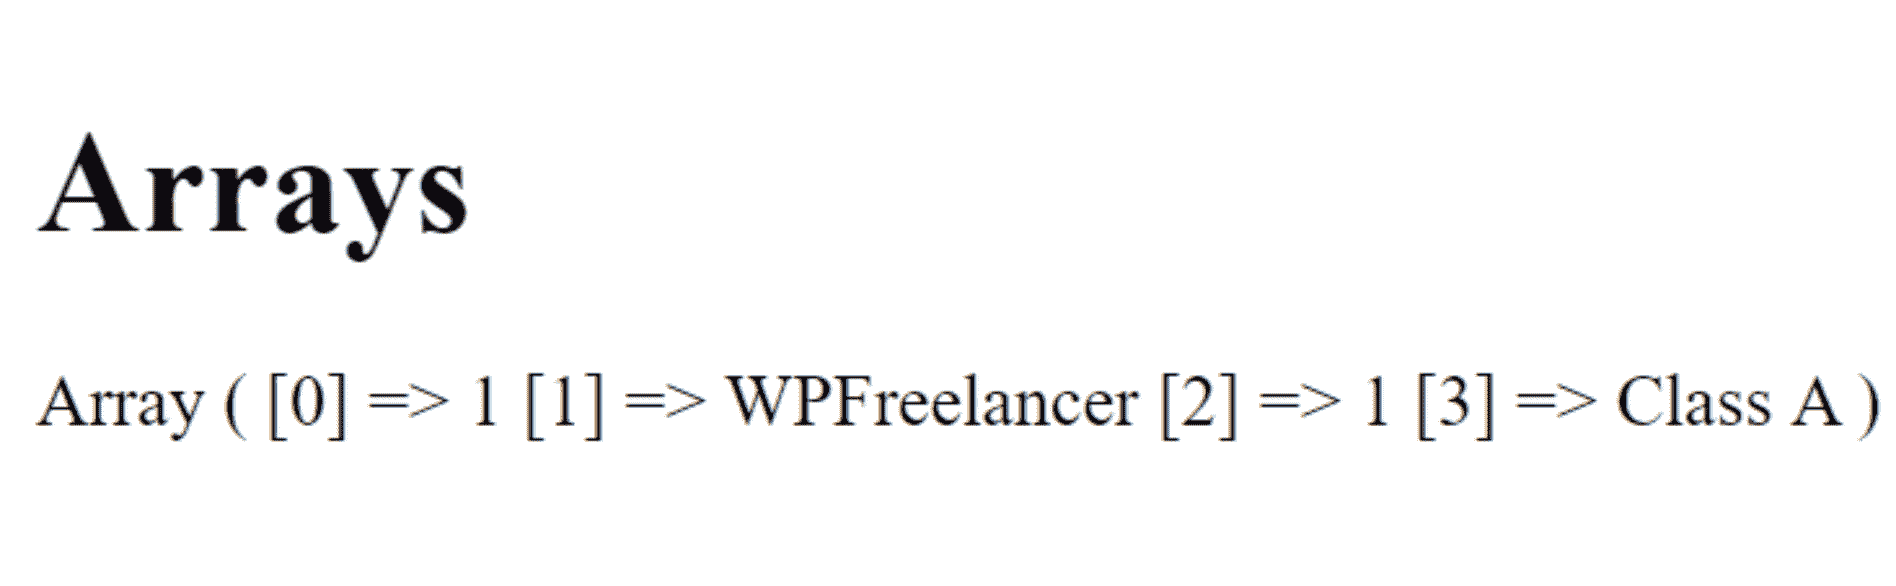 Arrays
Array ( [0] => 1 [1] => WPFreelancer [2] => 1 [3] => Class A )